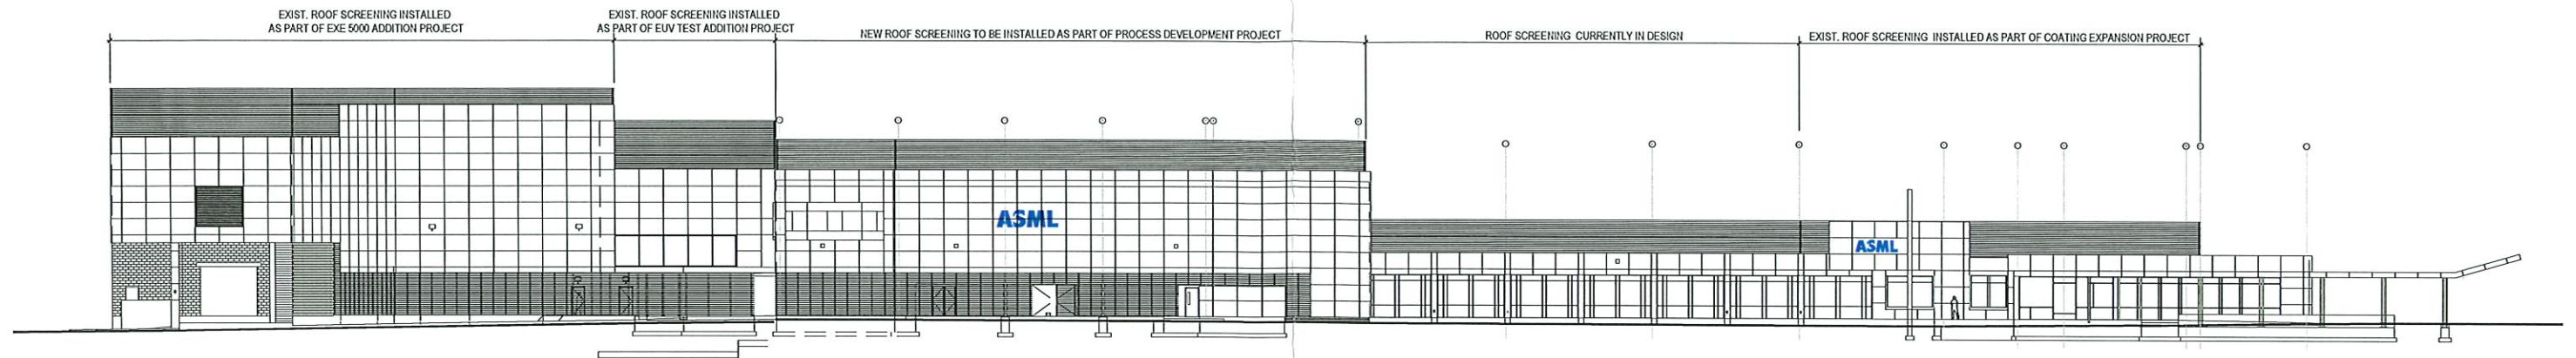 EXIST. ROOF SCREENING INSTALLED
AS PART OF EXE 5000 ADDITION PROJECT
EXIST. ROOF SCREENING INSTALLED
AS PART OF EUV TEST ADDITION PROJECT
NEW ROOF SCREENING TO BE INSTALLED AS PART OF PROCESS DEVELOPMENT PROJECT
ROOF SCREENING CURRENTLY IN DESIGN
EXIST. ROOF SCREENING INSTALLED AS PART OF COATING EXPANSION PROJECT
ASML
ASML